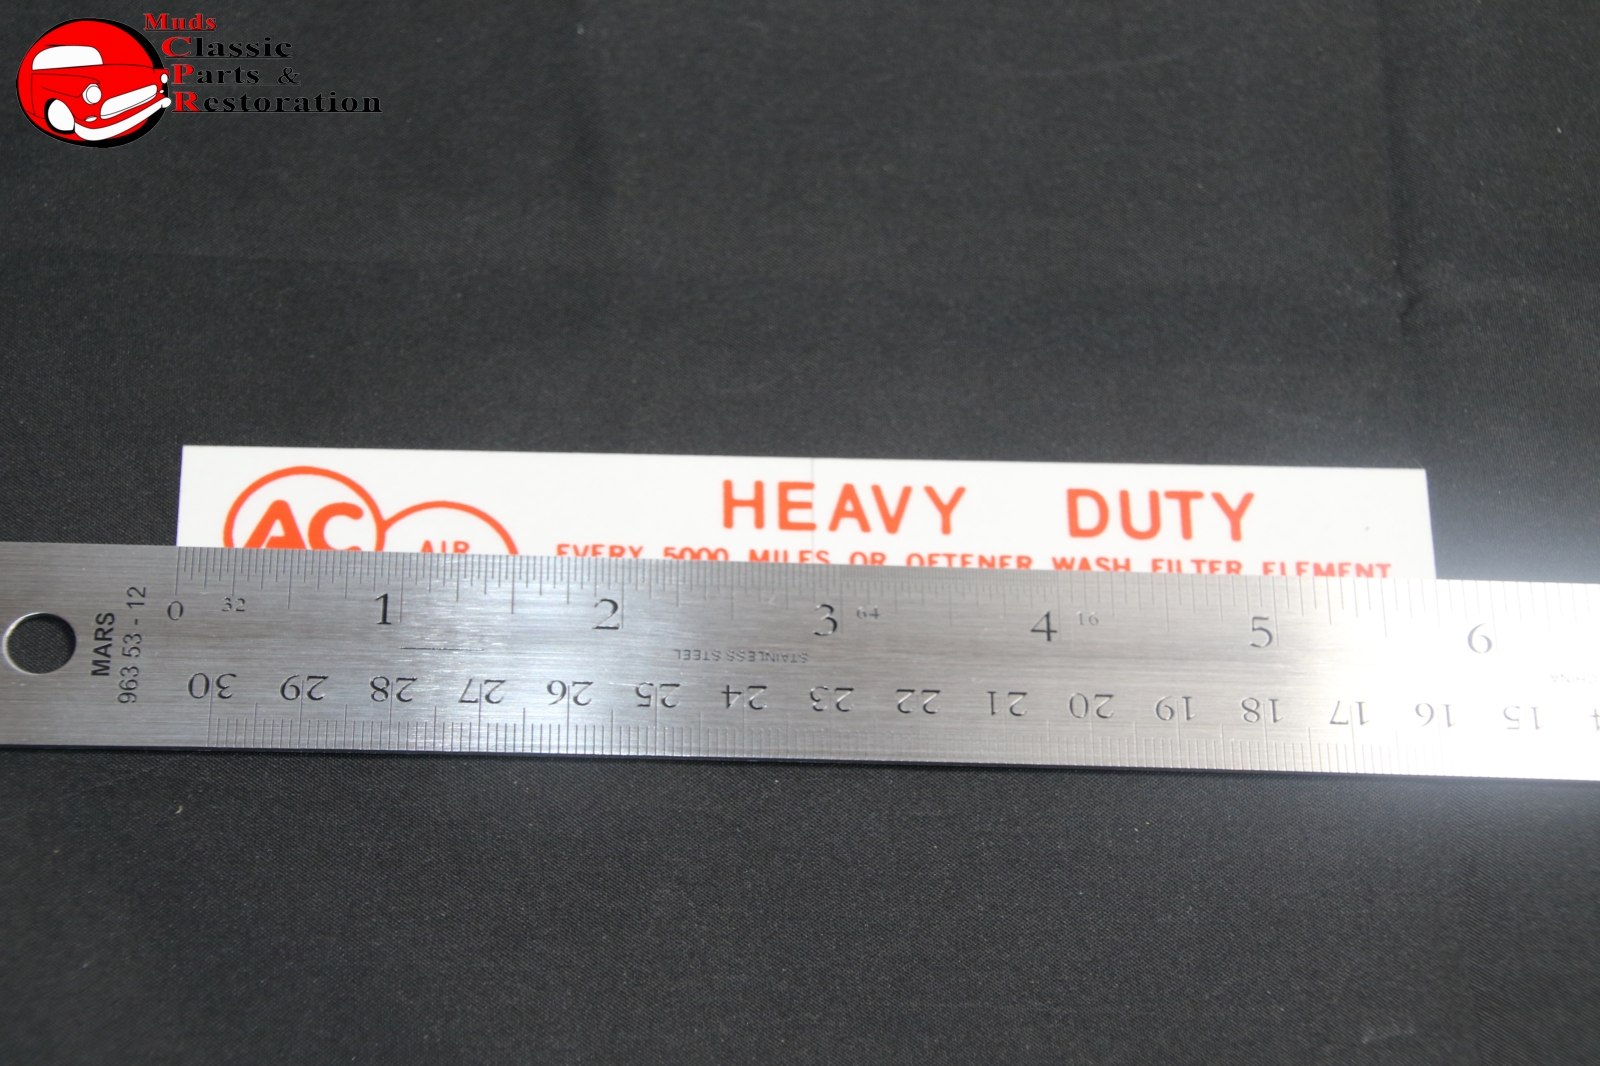 Muds
Classic
Parts &
Restoration
HEAVY DUTY
AC
AIR
EVERY 5000 MILES OR OFTENER WASH FILTER ELEMENT
MARS
963 53 - 12
0 32 1 2 3 64 4 16 5 6
STAINLESS STEEL
CHINA
30 29 28 27 26 25 24 23 22 21 20 19 18 17 16 15